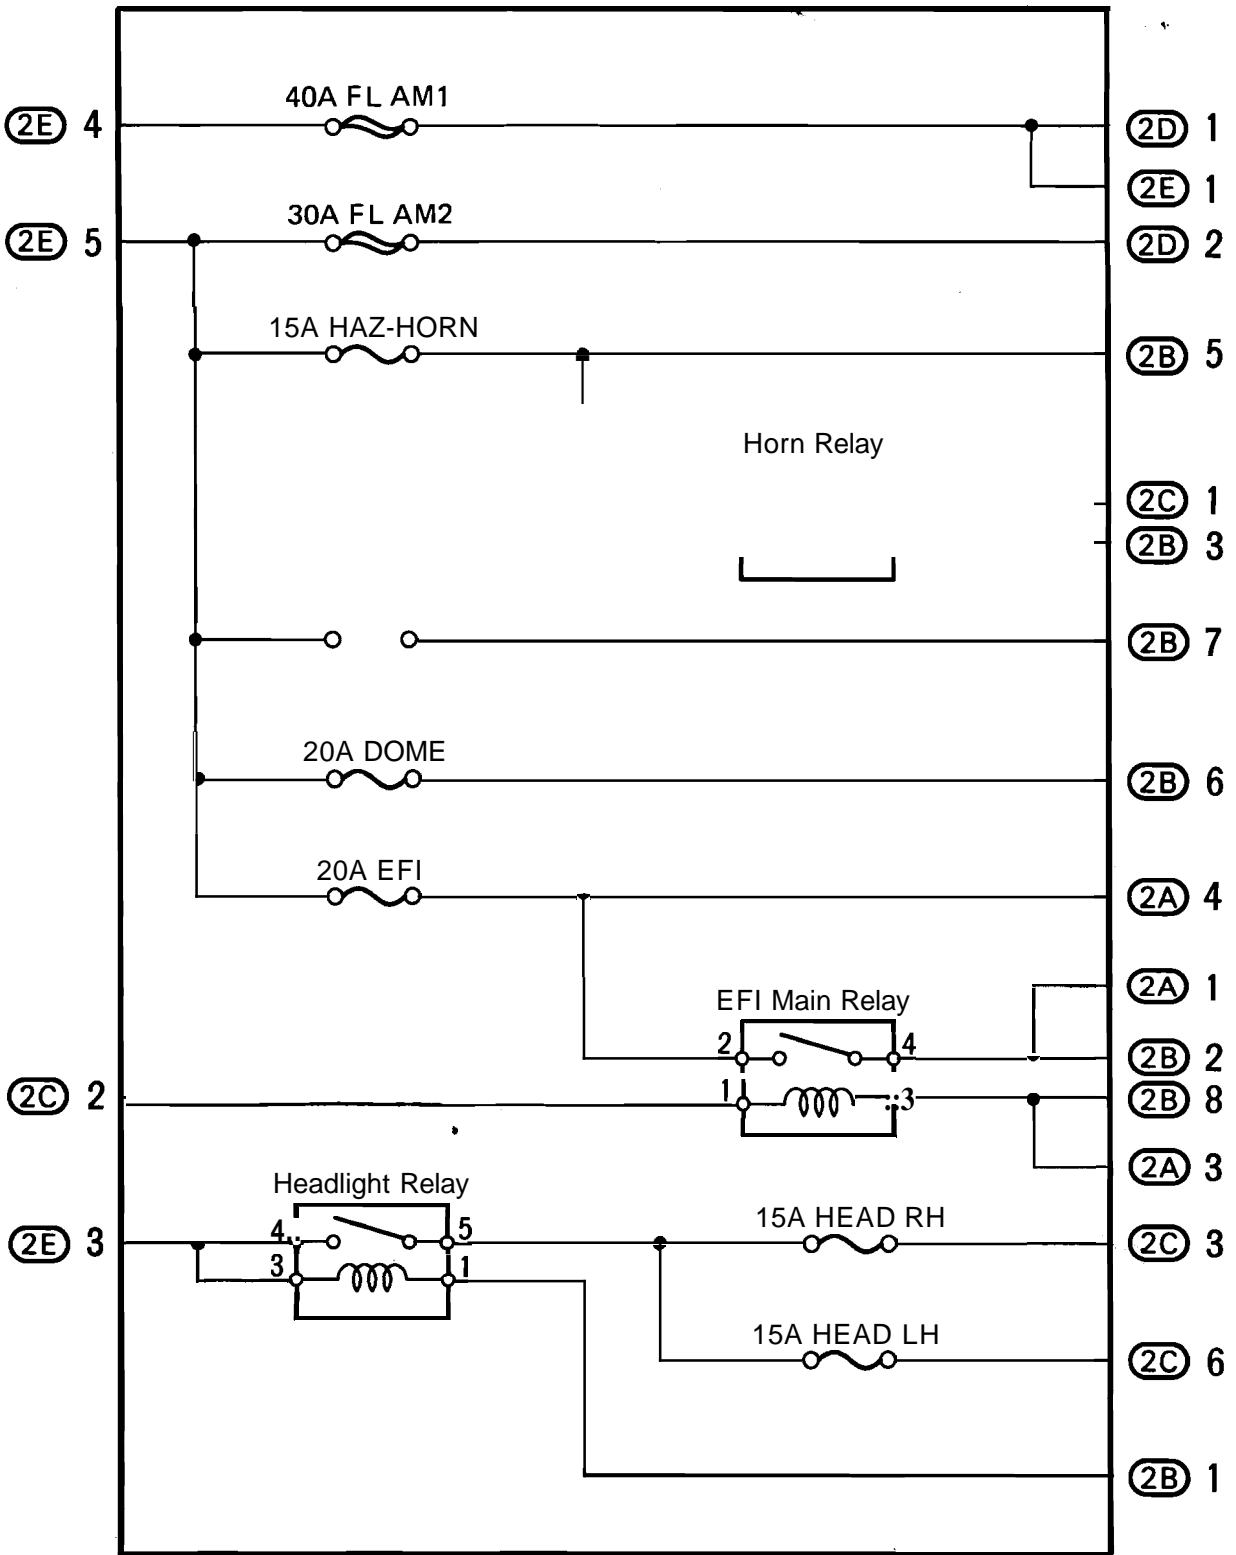 40A FL AM1
2E 4
2D 1
2E 1
30A FL AM2
2E 5
2D 2
15A HAZ-HORN
2B 5
Horn Relay
2C 1
2B 3
2B 7
20A DOME
2B 6
20A EFI
2A 4
2A 1
EFI Main Relay
2 4
2B 2
2C 2
1 3
2B 8
2A 3
Headlight Relay
15A HEAD RH
2E 3
4 5
2C 3
3 1
15A HEAD LH
2C 6
2B 1